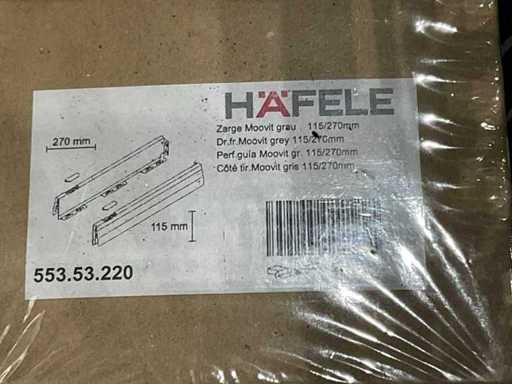 HÄFELE
Zarge Moovit grau 115/270mm
Dr.fr.Moovit grey 115/270mm
Perf.guía Moovit gr. 115/270mm
Côté tir.Moovit gris 115/270mm
270 mm
115 mm
553.53.220